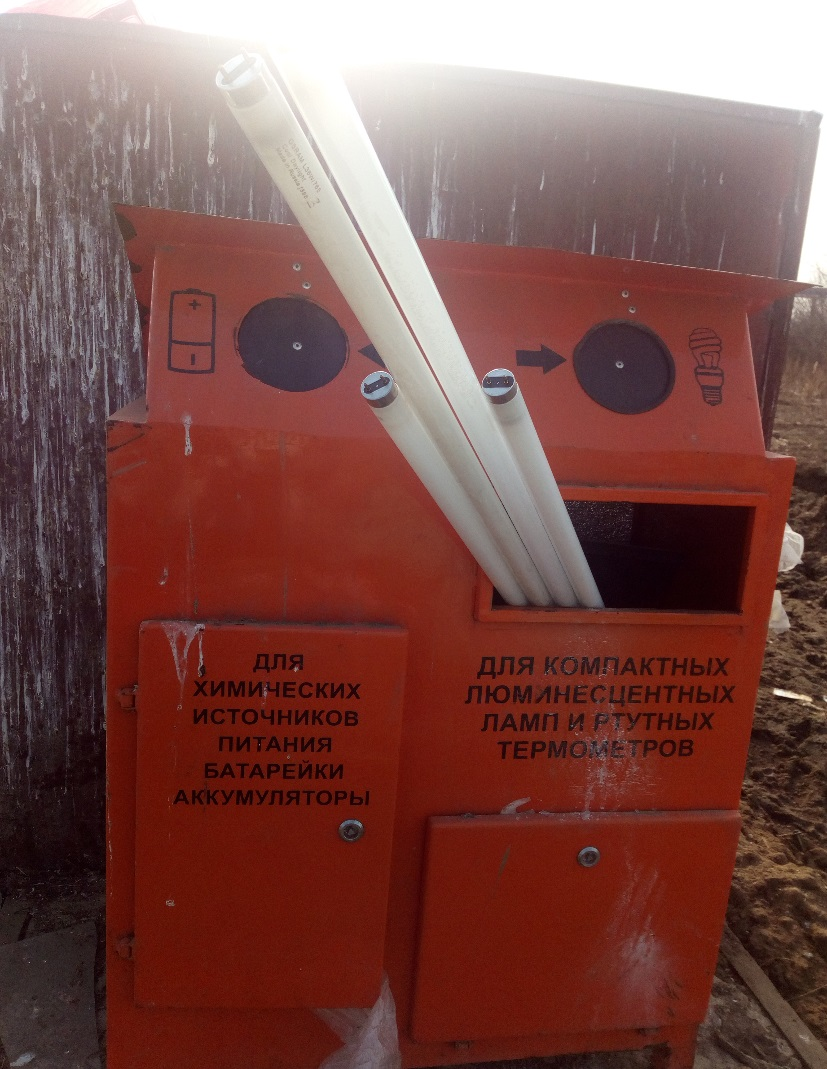 ДЛЯ
ХИМИЧЕСКИХ
ИСТОЧНИКОВ
ПИТАНИЯ
БАТАРЕЙКИ
АККУМУЛЯТОРЫ
ДЛЯ КОМПАКТНЫХ
ЛЮМИНЕСЦЕНТНЫХ
ЛАМП И РТУТНЫХ
ТЕРМОМЕТРОВ